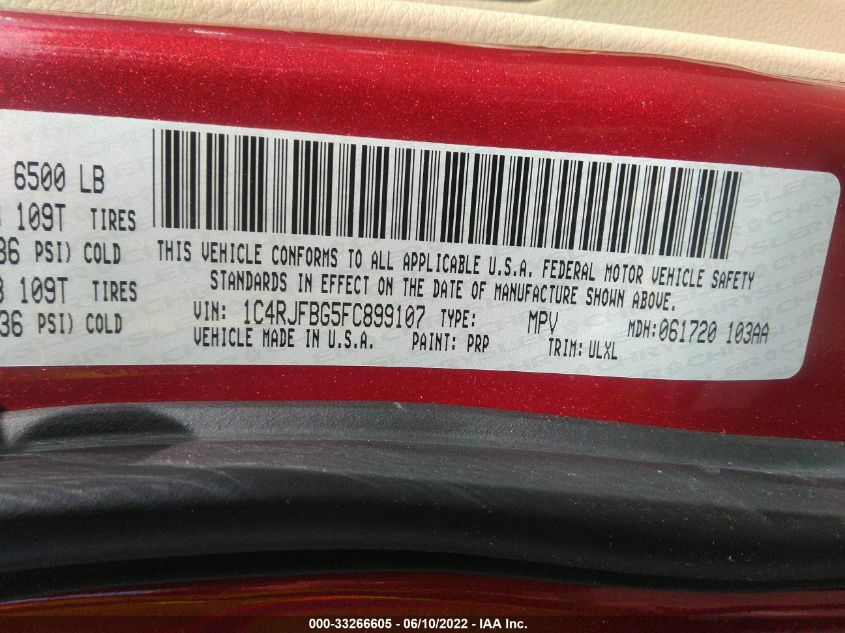 6500 LB
109T TIRES
36 PSI) COLD
109T TIRES
36 PSI) COLD
THIS VEHICLE CONFORMS TO ALL APPLICABLE U.S.A. FEDERAL MOTOR VEHICLE SAFETY
STANDARDS IN EFFECT ON THE DATE OF MANUFACTURE SHOWN ABOVE.
VIN: 1C4RJFBG5FC899107 TYPE: MPV MDH:061720 103AA
VEHICLE MADE IN U.S.A. PAINT: PRP TRIM: ULXL
000-33266605 - 06/10/2022 - IAA Inc.